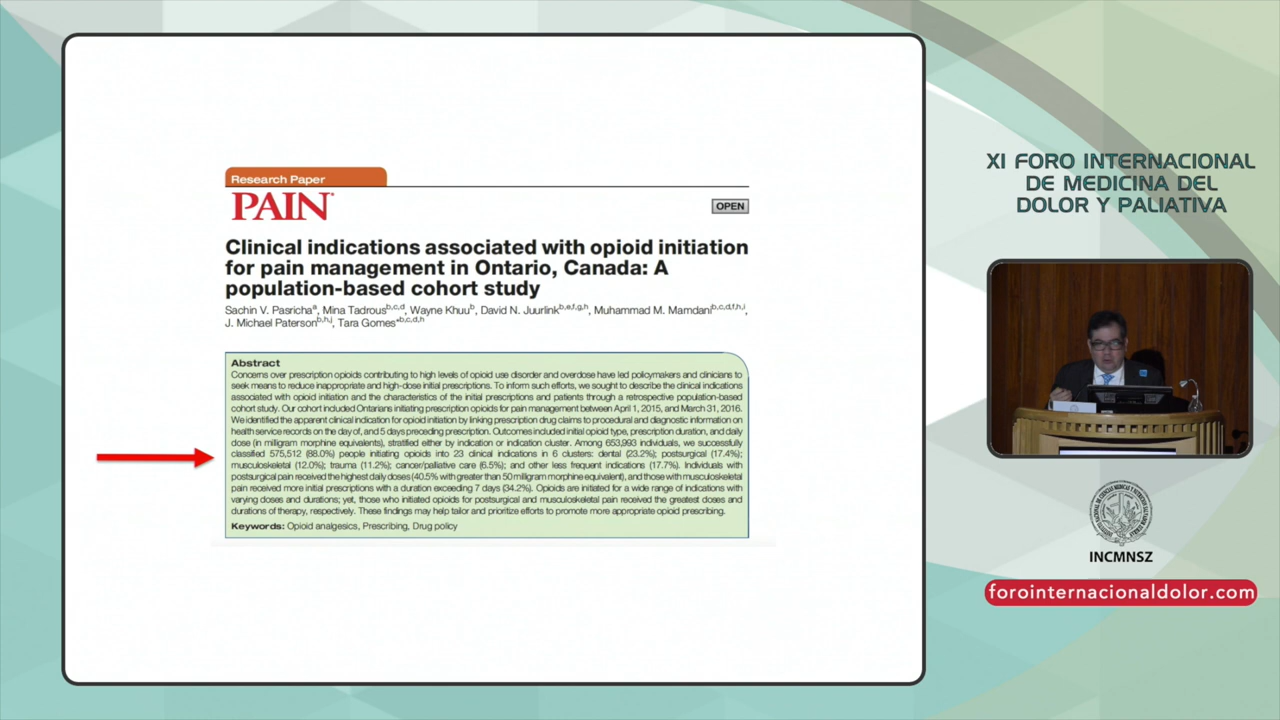 Research Paper
PAIN®
OPEN
Clinical indications associated with opioid initiation
for pain management in Ontario, Canada: A
population-based cohort study
Sachin V. Pasrichaᵃ, Mina Tadrousᵇ,ᶜ,ᵈ, Wayne Khuuᵇ, David N. Juurlinkᵇ,ᵉ,ᶠ,ᵍ,ʰ, Muhammad M. Mamdaniᵇ,ᶜ,ᵈ,ᶠ,ʰ,ⁱ,
J. Michael Patersonᵇ,ʰ,ʲ, Tara Gomes*ᵇ,ᶜ,ᵈ,ʰ
Abstract
Concerns over prescription opioids contributing to high levels of opioid use disorder and overdose have led policymakers and clinicians to
seek means to reduce inappropriate and high-dose initial prescriptions. To inform such efforts, we sought to describe the clinical indications
associated with opioid initiation and the characteristics of the initial prescriptions and patients through a retrospective population-based
cohort study. Our cohort included Ontarians initiating prescription opioids for pain management between April 1, 2015, and March 31, 2016.
We identified the apparent clinical indication for opioid initiation by linking prescription drug claims to procedural and diagnostic information on
health service records on the day of, and 5 days preceding prescription. Outcomes included initial opioid type, prescription duration, and daily
dose (in milligram morphine equivalents), stratified either by indication or indication cluster. Among 653,993 individuals, we successfully
classified 575,512 (88.0%) people initiating opioids into 23 clinical indications in 6 clusters: dental (23.2%); postsurgical (17.4%);
musculoskeletal (12.0%); trauma (11.2%); cancer/palliative care (6.5%); and other less frequent indications (17.7%). Individuals with
postsurgical pain received the highest daily doses (40.5% with greater than 50 milligram morphine equivalent), and those with musculoskeletal
pain received more initial prescriptions with a duration exceeding 7 days (34.2%). Opioids are initiated for a wide range of indications with
varying doses and durations; yet, those who initiated opioids for postsurgical and musculoskeletal pain received the greatest doses and
durations of therapy, respectively. These findings may help tailor and prioritize efforts to promote more appropriate opioid prescribing.
Keywords: Opioid analgesics, Prescribing, Drug policy
XI FORO INTERNACIONAL
DE MEDICINA DEL
DOLOR Y PALIATIVA
INCMNSZ
forointernacionaldolor.com